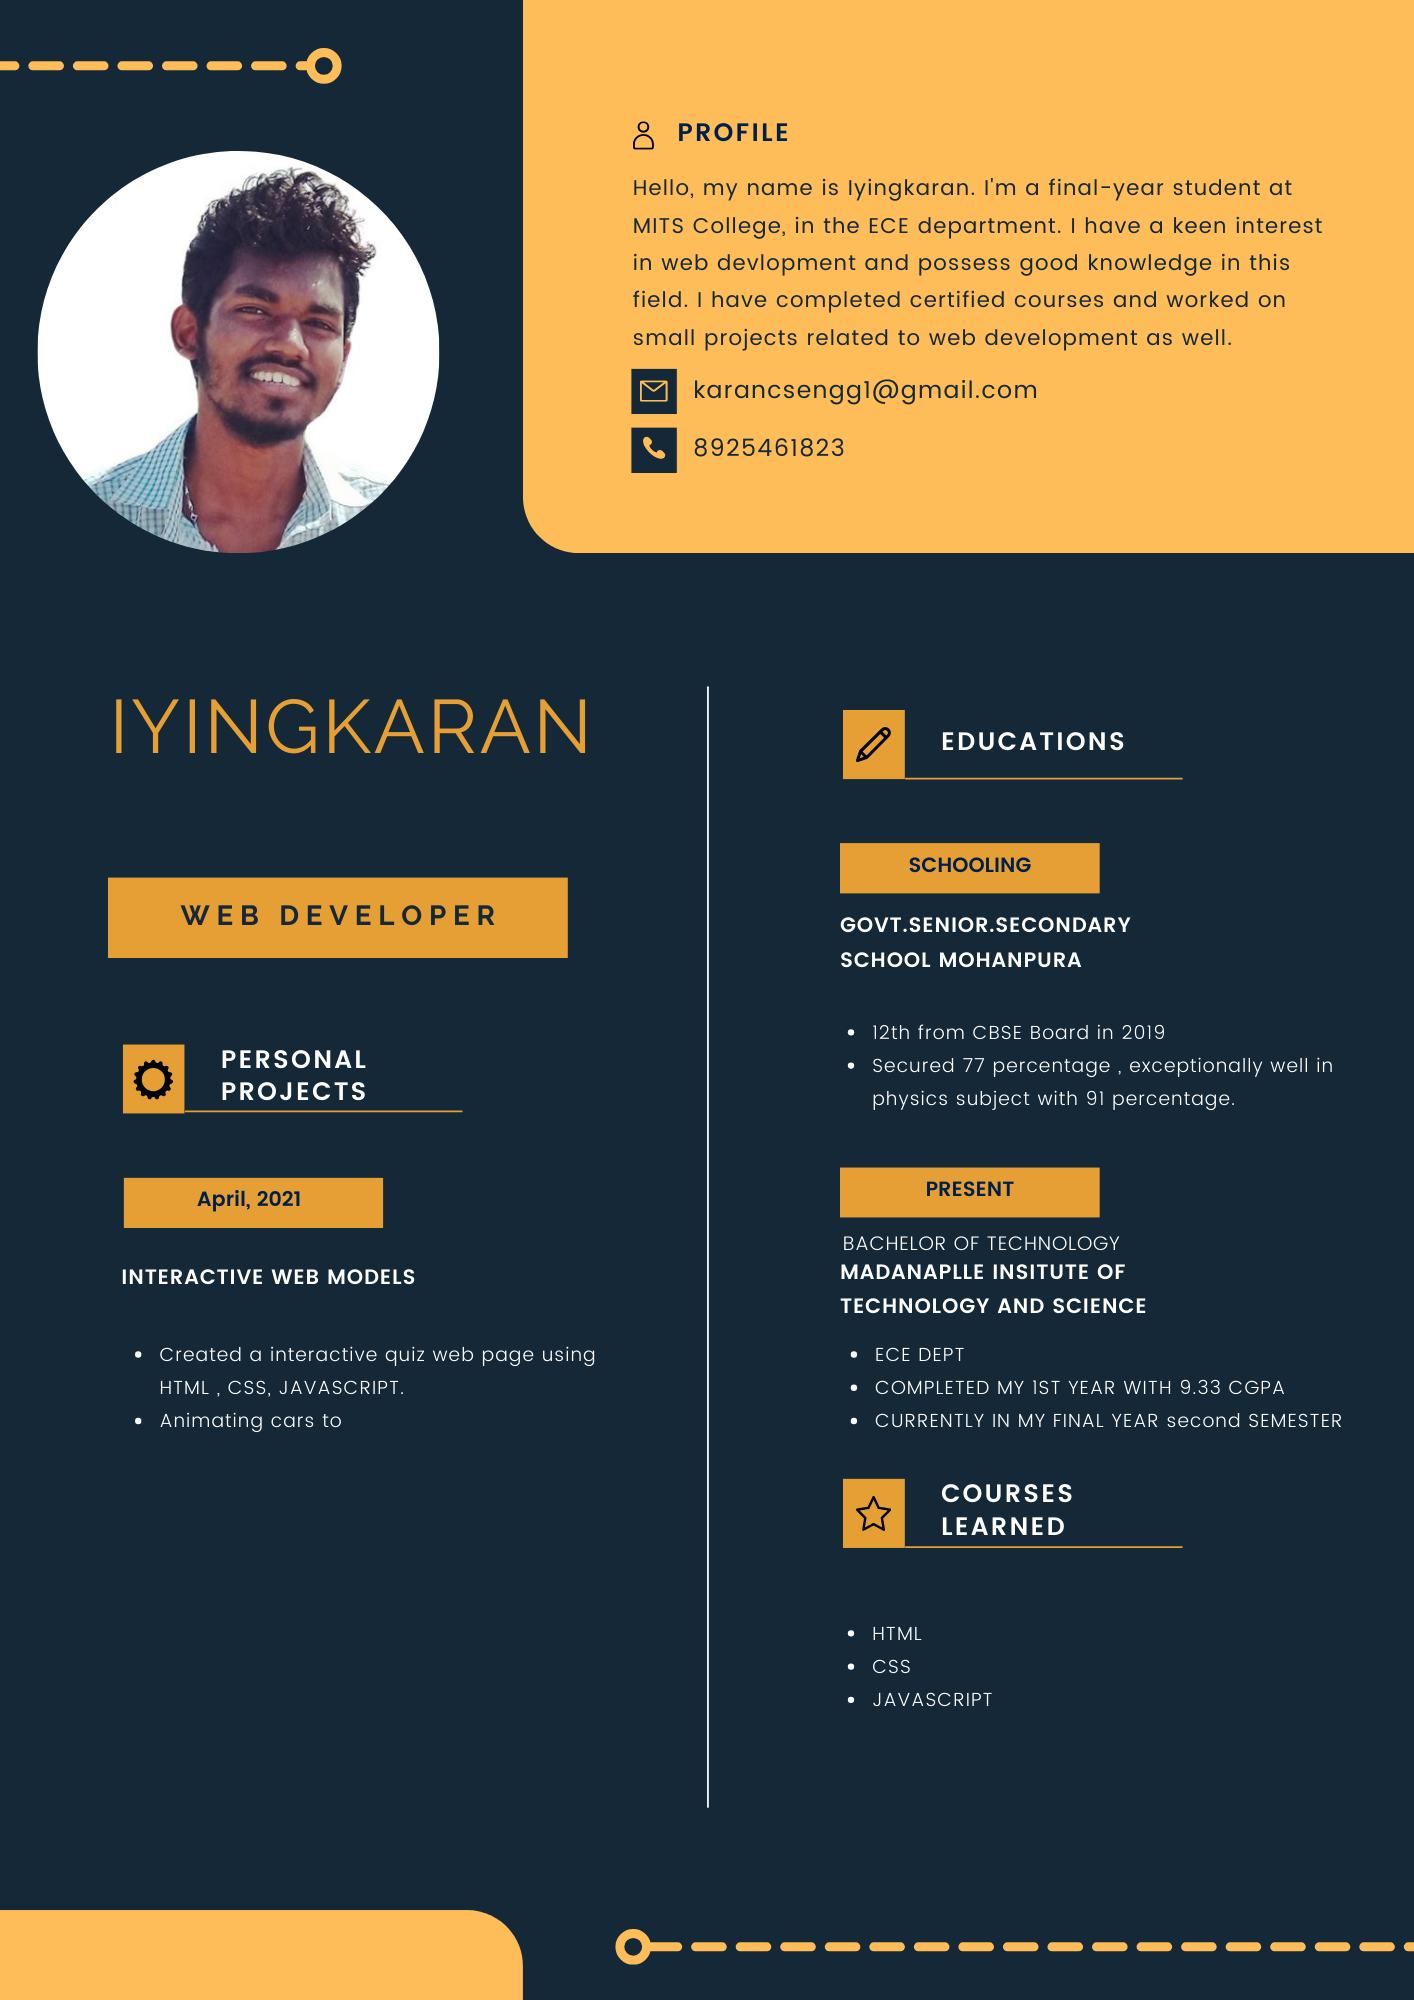 PROFILE
Hello, my name is Iyingkaran. I'm a final-year student at
MITS College, in the ECE department. I have a keen interest
in web devlopment and possess good knowledge in this
field. I have completed certified courses and worked on
small projects related to web development as well.
karancsengg1@gmail.com
8925461823
IYINGKARAN
WEB DEVELOPER
PERSONAL
PROJECTS
April, 2021
INTERACTIVE WEB MODELS
• Created a interactive quiz web page using
HTML , CSS, JAVASCRIPT.
• Animating cars to
EDUCATIONS
SCHOOLING
GOVT.SENIOR.SECONDARY
SCHOOL MOHANPURA
• 12th from CBSE Board in 2019
• Secured 77 percentage , exceptionally well in
physics subject with 91 percentage.
PRESENT
BACHELOR OF TECHNOLOGY
MADANAPLLE INSITUTE OF
TECHNOLOGY AND SCIENCE
• ECE DEPT
• COMPLETED MY 1ST YEAR WITH 9.33 CGPA
• CURRENTLY IN MY FINAL YEAR second SEMESTER
COURSES
LEARNED
• HTML
• CSS
• JAVASCRIPT